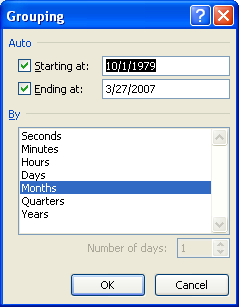 Grouping
Auto
Starting at: 10/1/1979
Ending at: 3/27/2007
By
Seconds
Minutes
Hours
Days
Months
Quarters
Years
Number of days: 1
OK Cancel